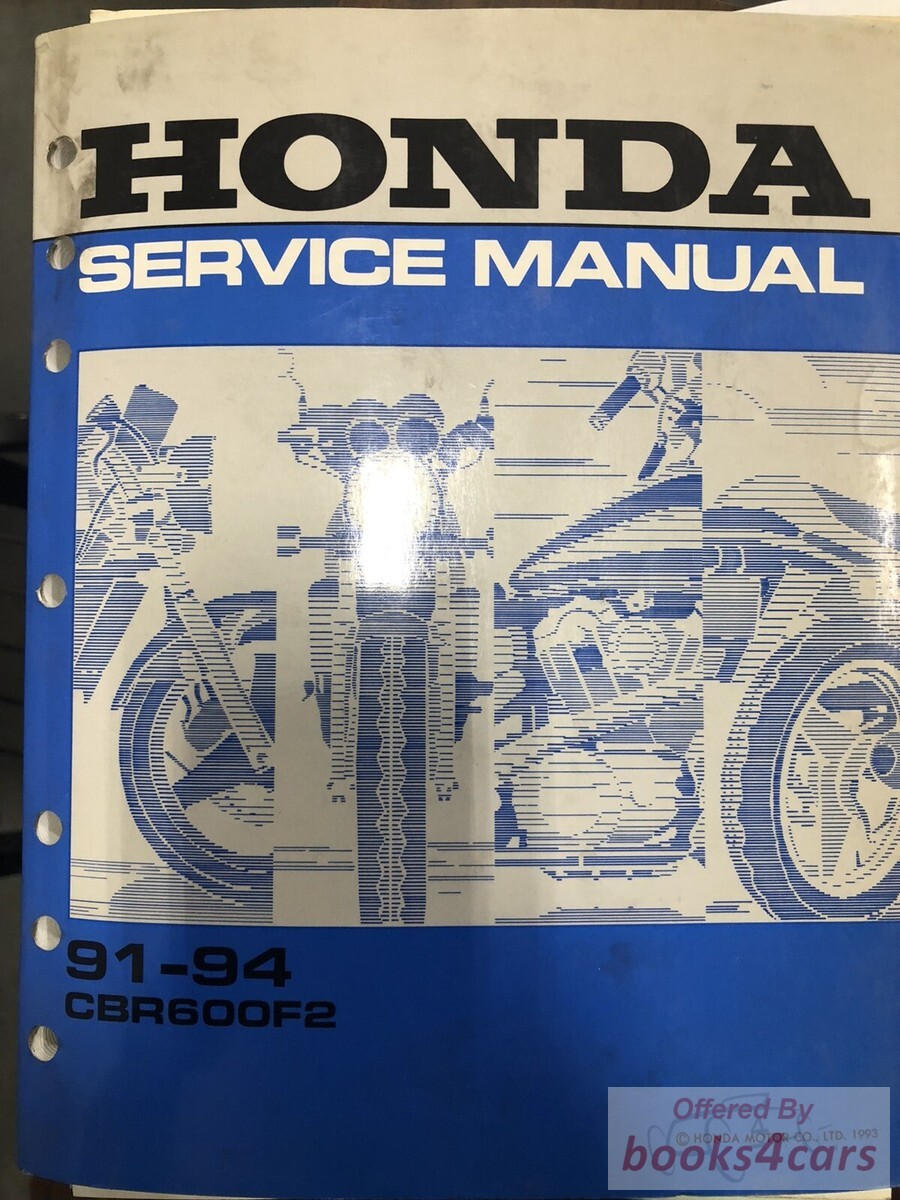 HONDA
SERVICE MANUAL
91-94
CBR600F2
Offered By
© HONDA MOTOR CO., LTD. 1993
books4cars